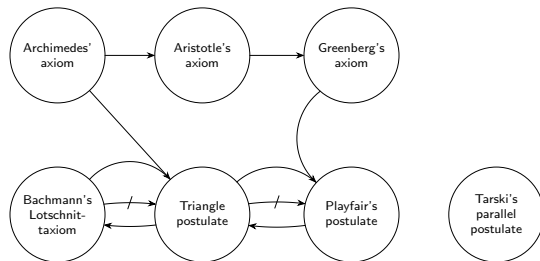 Archimedes'
axiom
Aristotle's
axiom
Greenberg's
axiom
Bachmann's
Lotschnit-
taxiom
Triangle
postulate
Playfair's
postulate
Tarski's
parallel
postulate